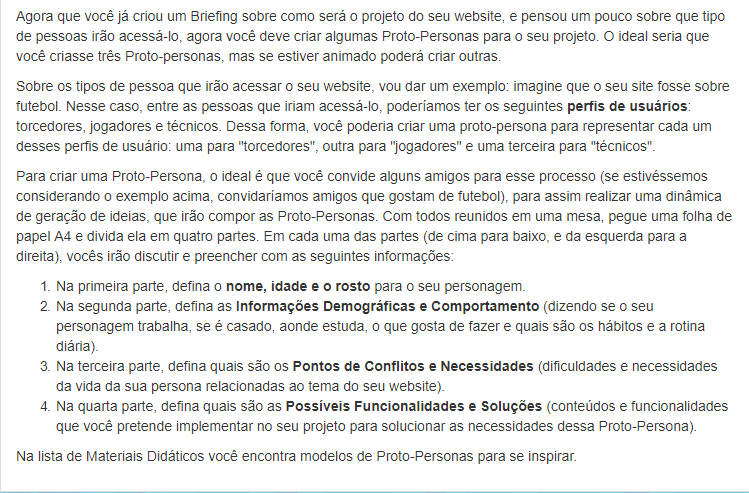 Agora que você já criou um Briefing sobre como será o projeto do seu website, e pensou um pouco sobre que tipo
de pessoas irão acessá-lo, agora você deve criar algumas Proto-Personas para o seu projeto. O ideal seria que
você criasse três Proto-personas, mas se estiver animado poderá criar outras.
Sobre os tipos de pessoa que irão acessar o seu website, vou dar um exemplo: imagine que o seu site fosse sobre
futebol. Nesse caso, entre as pessoas que iriam acessá-lo, poderíamos ter os seguintes perfis de usuários:
torcedores, jogadores e técnicos. Dessa forma, você poderia criar uma proto-persona para representar cada um
desses perfis de usuário: uma para "torcedores", outra para "jogadores" e uma terceira para "técnicos".
Para criar uma Proto-Persona, o ideal é que você convide alguns amigos para esse processo (se estivéssemos
considerando o exemplo acima, convidaríamos amigos que gostam de futebol), para assim realizar uma dinâmica
de geração de ideias, que irão compor as Proto-Personas. Com todos reunidos em uma mesa, pegue uma folha de
papel A4 e divida ela em quatro partes. Em cada uma das partes (de cima para baixo, e da esquerda para a
direita), vocês irão discutir e preencher com as seguintes informações:
1. Na primeira parte, defina o nome, idade e o rosto para o seu personagem.
2. Na segunda parte, defina as Informações Demográficas e Comportamento (dizendo se o seu
personagem trabalha, se é casado, aonde estuda, o que gosta de fazer e quais são os hábitos e a rotina
diária).
3. Na terceira parte, defina quais são os Pontos de Conflitos e Necessidades (dificuldades e necessidades
da vida da sua persona relacionadas ao tema do seu website).
4. Na quarta parte, defina quais são as Possíveis Funcionalidades e Soluções (conteúdos e funcionalidades
que você pretende implementar no seu projeto para solucionar as necessidades dessa Proto-Persona).
Na lista de Materiais Didáticos você encontra modelos de Proto-Personas para se inspirar.